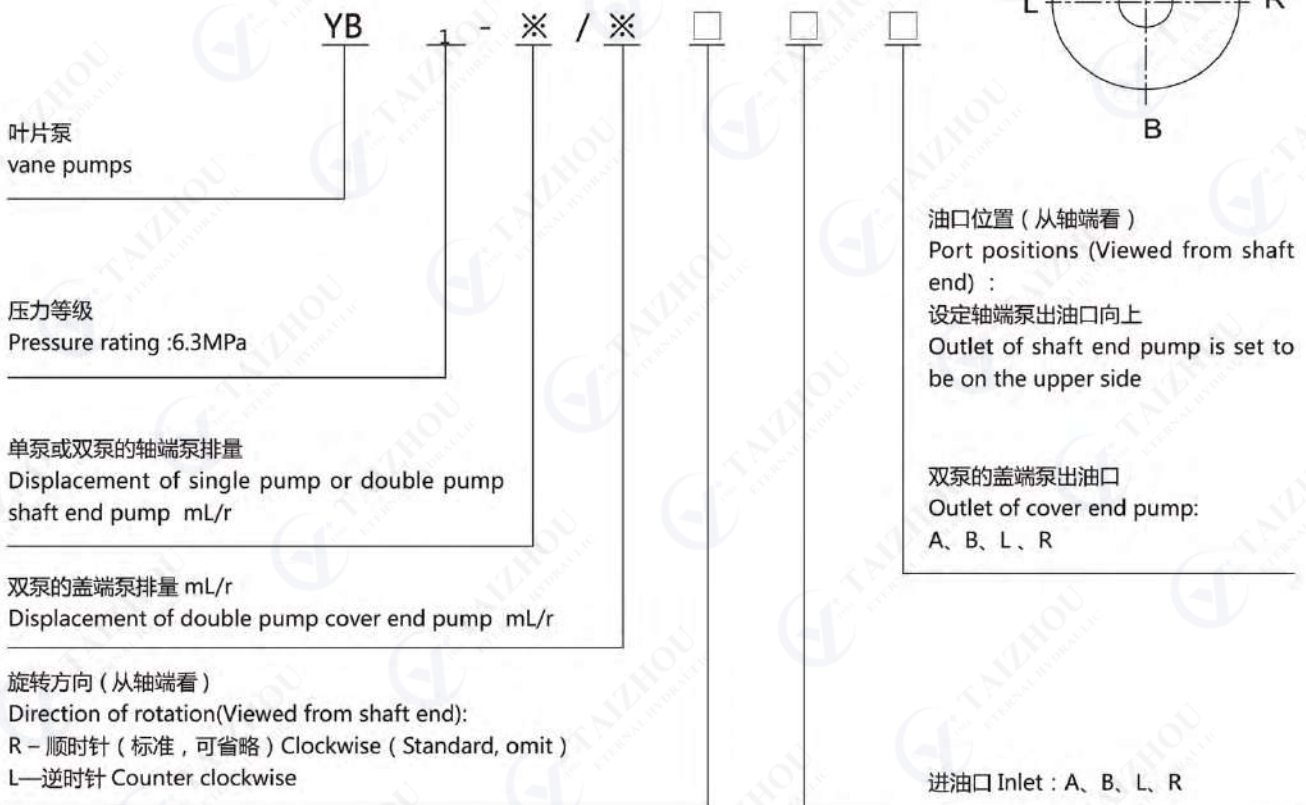 YB 1 - ※ / ※ □ □ □
L R
B
叶片泵
vane pumps
压力等级
Pressure rating :6.3MPa
单泵或双泵的轴端泵排量
Displacement of single pump or double pump
shaft end pump mL/r
双泵的盖端泵排量 mL/r
Displacement of double pump cover end pump mL/r
旋转方向 ( 从轴端看 )
Direction of rotation(Viewed from shaft end):
R – 顺时针 ( 标准 , 可省略 ) Clockwise ( Standard, omit )
L—逆时针 Counter clockwise
油口位置 ( 从轴端看 )
Port positions (Viewed from shaft
end) :
设定轴端泵出油口向上
Outlet of shaft end pump is set to
be on the upper side
双泵的盖端泵出油口
Outlet of cover end pump:
A、B、L 、R
进油口 Inlet : A、B、L、R
TAIZHOU
ETERNAL HYDRAULIC